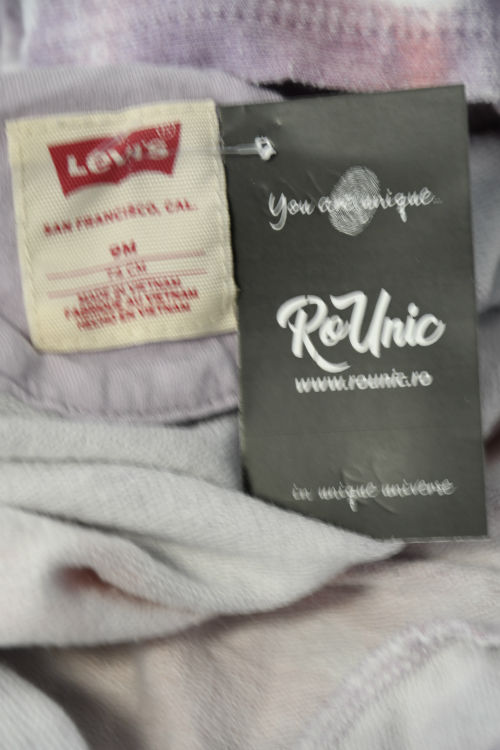 Levi's
SAN FRANCISCO, CAL.
9M
74 CM
MADE IN VIETNAM
FABRIQUÉ AU VIETNAM
HECHO EN VIETNAM
You are unique...
RoUnic
www.rounic.ro
in unique universe